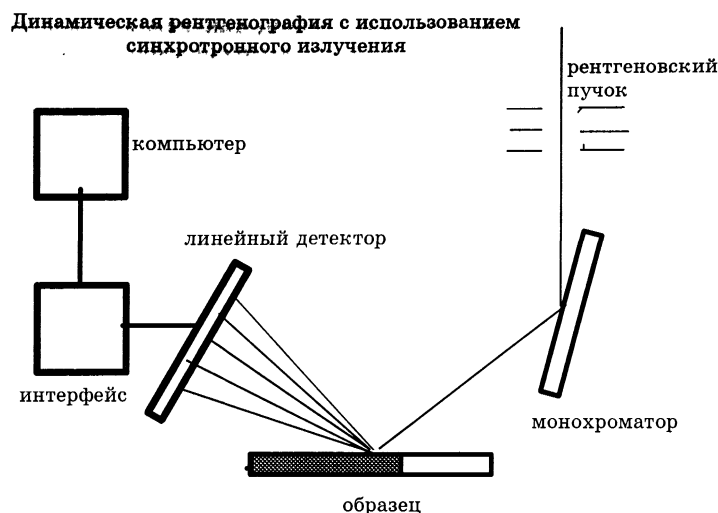 Динамическая рентгенография с использованием
синхротронного излучения
рентгеновский
пучок
компьютер
линейный детектор
интерфейс
монохроматор
образец